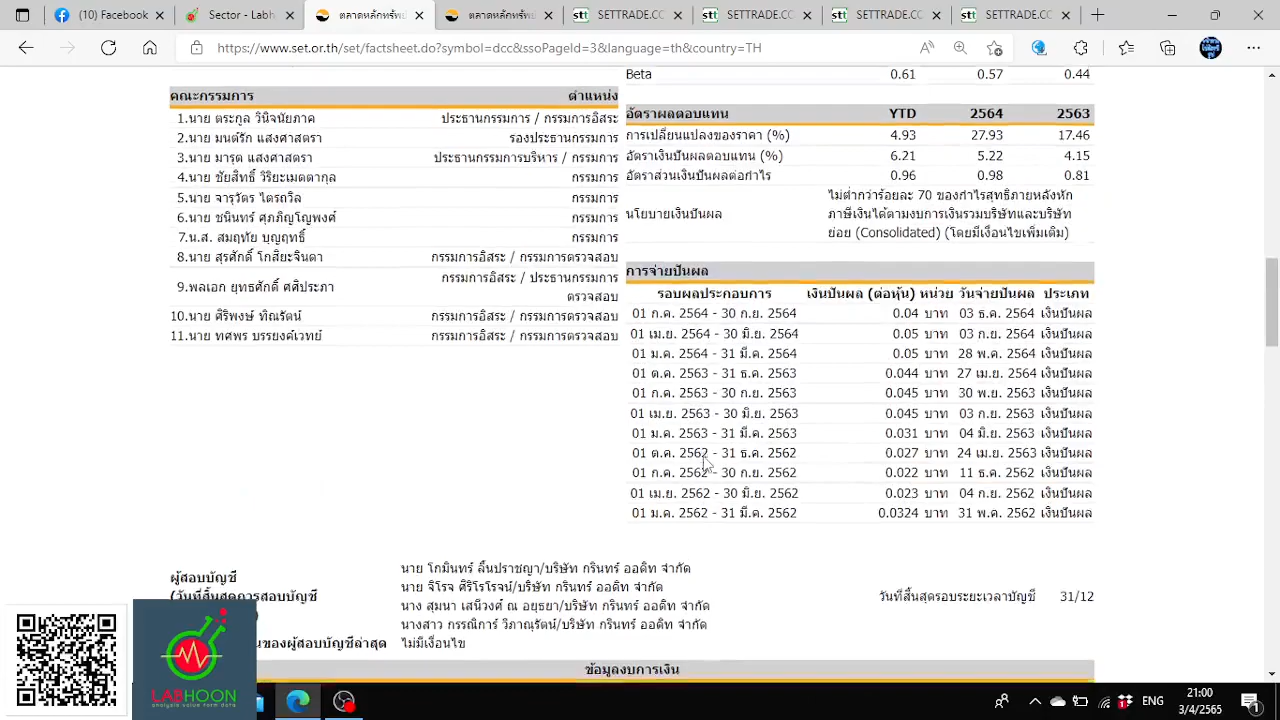 Sector - LABH
(10) Facebook
ตลาดหลักทรัพย์
ตลาดหลักทรัพย์
SETTRADE.CO
SETTRADE.CO
SETTRADE.CC
SETTRADE.CO
https://www.set.or.th/set/factsheet.do?symbol=dcc&ssoPageId=3&language=th&country=TH
Beta 0.61 0.57 0.44
คณะกรรมการ ตำแหน่ง
1.นาย ตระกูล วินิจนัยภาค ประธานกรรมการ / กรรมการอิสระ
2.นาย มนต์รัก แสงศาสตรา รองประธานกรรมการ
3.นาย มารุต แสงศาสตรา ประธานกรรมการบริหาร / กรรมการ
4.นาย ชัยสิทธิ์ วิริยะเมตตากุล กรรมการ
5.นาย จารุวัตร ไตรถวิล กรรมการ
6.นาย ชนินทร์ ศุภภิญโญพงศ์ กรรมการ
7.น.ส. สมฤทัย บุญฤทธิ์ กรรมการ
8.นาย สุรศักดิ์ โกสิยะจินดา กรรมการอิสระ / กรรมการตรวจสอบ
9.พลเอก ยุทธศักดิ์ ศศิประภา กรรมการอิสระ / ประธานกรรมการ
ตรวจสอบ
10.นาย ศิริพงษ์ ทิณรัตน์ กรรมการอิสระ / กรรมการตรวจสอบ
11.นาย ทศพร บรรยงค์เวทย์ กรรมการอิสระ / กรรมการตรวจสอบ
อัตราผลตอบแทน YTD 2564 2563
การเปลี่ยนแปลงของราคา (%) 4.93 27.93 17.46
อัตราเงินปันผลตอบแทน (%) 6.21 5.22 4.15
อัตราส่วนเงินปันผลต่อกำไร 0.96 0.98 0.81
นโยบายเงินปันผล ไม่ต่ำกว่าร้อยละ 70 ของกำไรสุทธิภายหลังหัก
ภาษีเงินได้ตามงบการเงินรวมบริษัทและบริษัท
ย่อย (Consolidated) (โดยมีเงื่อนไขเพิ่มเติม)
การจ่ายปันผล
รอบผลประกอบการ เงินปันผล (ต่อหุ้น) หน่วย วันจ่ายปันผล ประเภท
01 ก.ค. 2564 - 30 ก.ย. 2564 0.04 บาท 03 ธ.ค. 2564 เงินปันผล
01 เม.ย. 2564 - 30 มิ.ย. 2564 0.05 บาท 03 ก.ย. 2564 เงินปันผล
01 ม.ค. 2564 - 31 มี.ค. 2564 0.05 บาท 28 พ.ค. 2564 เงินปันผล
01 ต.ค. 2563 - 31 ธ.ค. 2563 0.044 บาท 27 เม.ย. 2564 เงินปันผล
01 ก.ค. 2563 - 30 ก.ย. 2563 0.045 บาท 30 พ.ย. 2563 เงินปันผล
01 เม.ย. 2563 - 30 มิ.ย. 2563 0.045 บาท 03 ก.ย. 2563 เงินปันผล
01 ม.ค. 2563 - 31 มี.ค. 2563 0.031 บาท 04 มิ.ย. 2563 เงินปันผล
01 ต.ค. 2562 - 31 ธ.ค. 2562 0.027 บาท 24 เม.ย. 2563 เงินปันผล
01 ก.ค. 2562 - 30 ก.ย. 2562 0.022 บาท 11 ธ.ค. 2562 เงินปันผล
01 เม.ย. 2562 - 30 มิ.ย. 2562 0.023 บาท 04 ก.ย. 2562 เงินปันผล
01 ม.ค. 2562 - 31 มี.ค. 2562 0.0324 บาท 31 พ.ค. 2562 เงินปันผล
ผู้สอบบัญชี
(วันที่สิ้นสุดการสอบบัญชี
นาย โกมินทร์ ลิ้นปราชญา/บริษัท กรินทร์ ออดิท จำกัด
นาย จิโรจ ศิริโรโรจน์/บริษัท กรินทร์ ออดิท จำกัด
นาง สุมนา เสนีวงศ์ ณ อยุธยา/บริษัท กรินทร์ ออดิท จำกัด
นางสาว กรรณิการ์ วิภาณุรัตน์/บริษัท กรินทร์ ออดิท จำกัด
วันที่สิ้นสุดรอบระยะเวลาบัญชี 31/12
นของผู้สอบบัญชีล่าสุด ไม่มีเงื่อนไข
ข้อมูลงบการเงิน
LABHOON
analysis value form data
ENG
21:00
3/4/2565